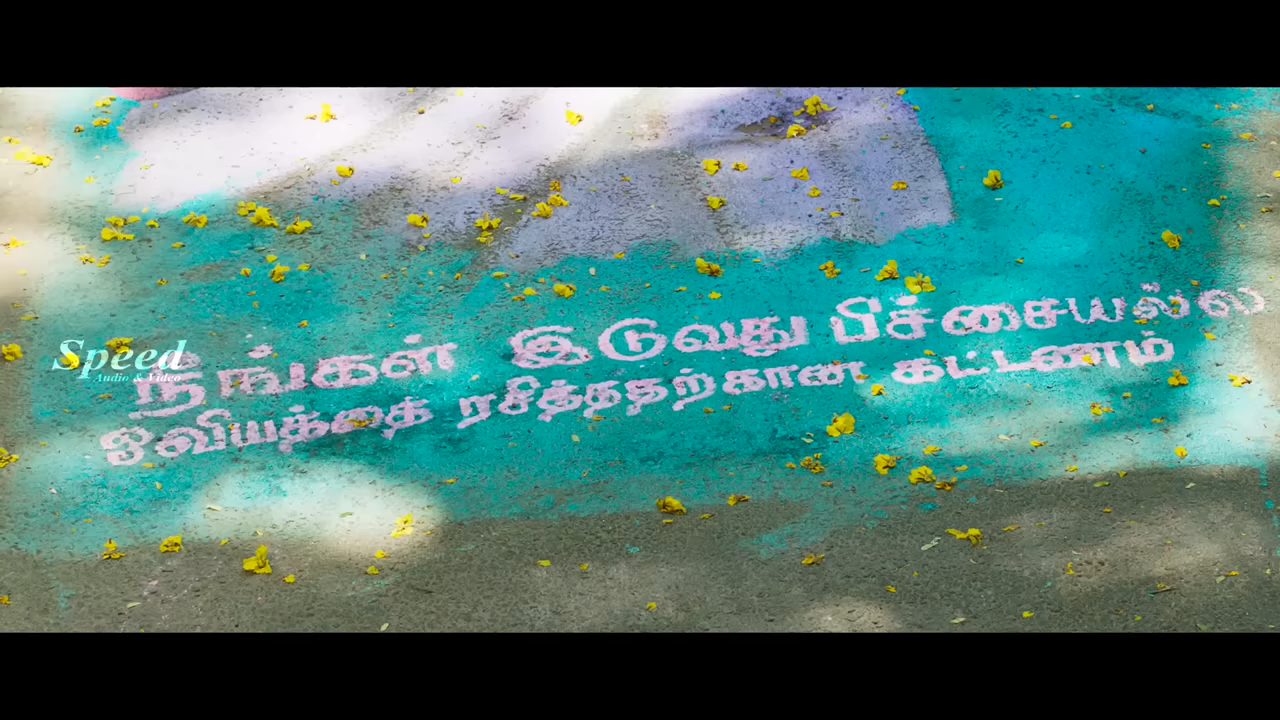 Speed
Audio & Video
நீங்கள் இடுவது பிச்சையல்ல
ஓவியத்தை ரசித்ததற்கான கட்டணம்